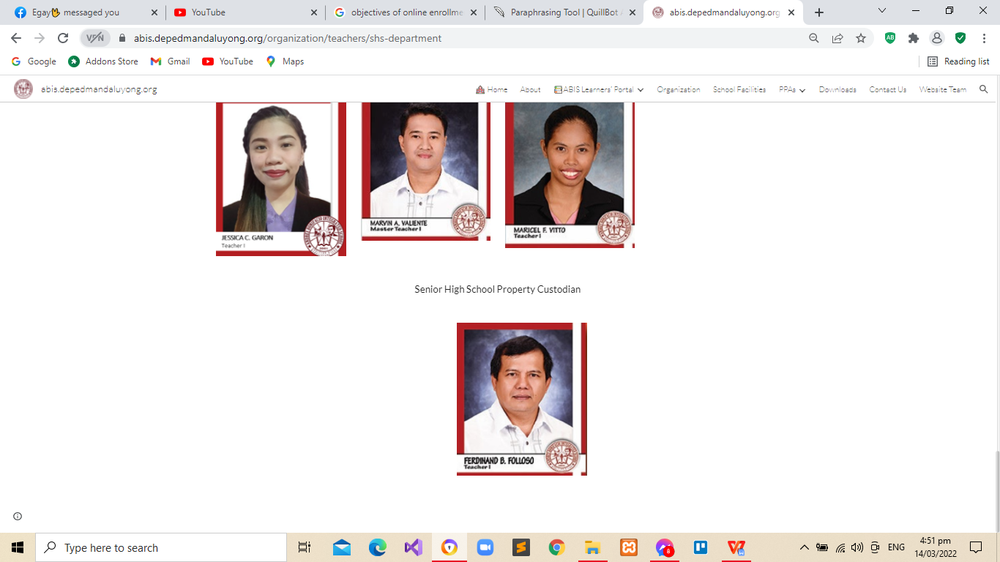 Egay🤟 messaged you
YouTube
objectives of online enrollme
Paraphrasing Tool | QuillBot
abis.depedmandaluyong.org
VPN
abis.depedmandaluyong.org/organization/teachers/shs-department
AB
Google
Addons Store
Gmail
YouTube
Maps
Reading list
abis.depedmandaluyong.org
Home
About
ABIS Learners' Portal
Organization
School Facilities
PPAs
Downloads
Contact Us
Website Team
JESSICA C. GARON
Teacher I
MARVIN A. VALIENTE
Master Teacher I
MARICEL F. VITTO
Teacher I
Senior High School Property Custodian
FERDINAND B. FOLLOSO
Teacher I
Type here to search
8
ENG
4:51 pm
14/03/2022